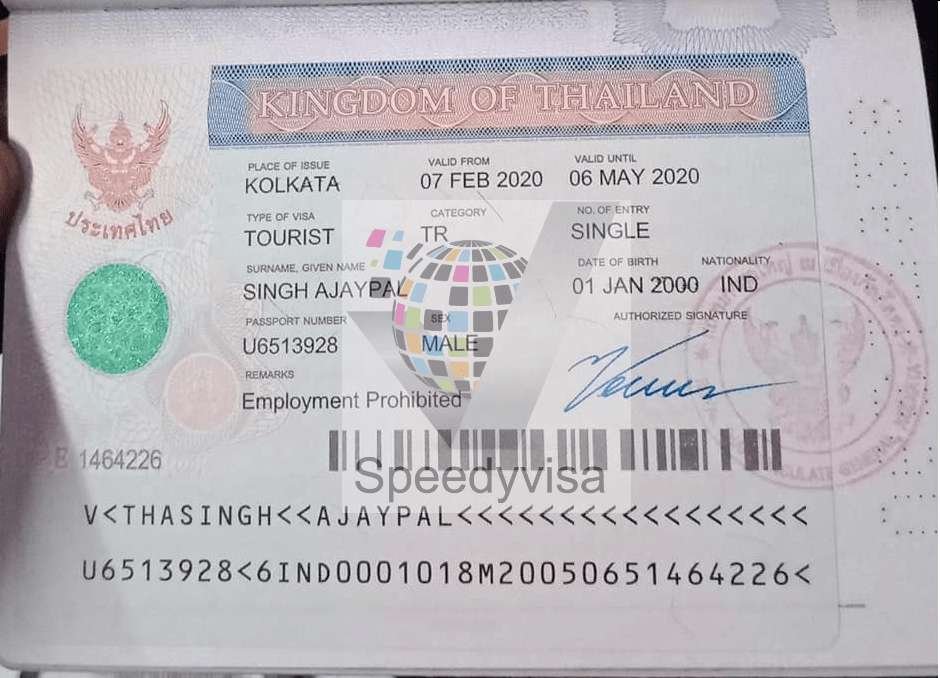 KINGDOM OF THAILAND
ประเทศไทย
PLACE OF ISSUE VALID FROM VALID UNTIL
KOLKATA 07 FEB 2020 06 MAY 2020
TYPE OF VISA CATEGORY NO. OF ENTRY
TOURIST TR SINGLE
SURNAME, GIVEN NAME DATE OF BIRTH NATIONALITY
SINGH AJAYPAL 01 JAN 2000 IND
PASSPORT NUMBER SEX AUTHORIZED SIGNATURE
U6513928 MALE
REMARKS
Employment Prohibited
E 1464226
Speedyvisa
V<THASINGH<<AJAYPAL<<<<<<<<<<<<<<<<<
U6513928<6IND0001018M20050651464226<